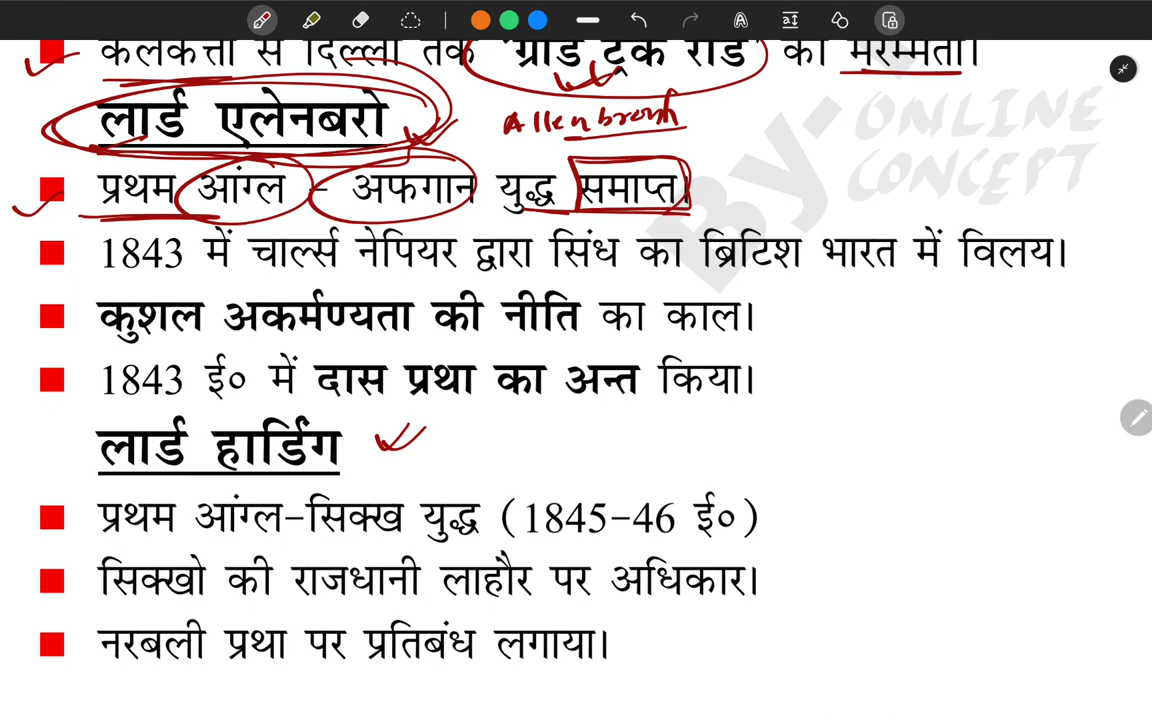 कलकत्ता से दिल्ली तक 'ग्रांड ट्रंक रोड' की मरम्मत।
लार्ड एलेनबरो
Allenbrough
प्रथम आंग्ल - अफगान युद्ध समाप्त।
1843 में चार्ल्स नेपियर द्वारा सिंध का ब्रिटिश भारत में विलय।
कुशल अकर्मण्यता की नीति का काल।
1843 ई० में दास प्रथा का अन्त किया।
लार्ड हार्डिंग
प्रथम आंग्ल-सिक्ख युद्ध (1845-46 ई०)
सिक्खो की राजधानी लाहौर पर अधिकार।
नरबली प्रथा पर प्रतिबंध लगाया।
By- ONLINE
CONCEPT